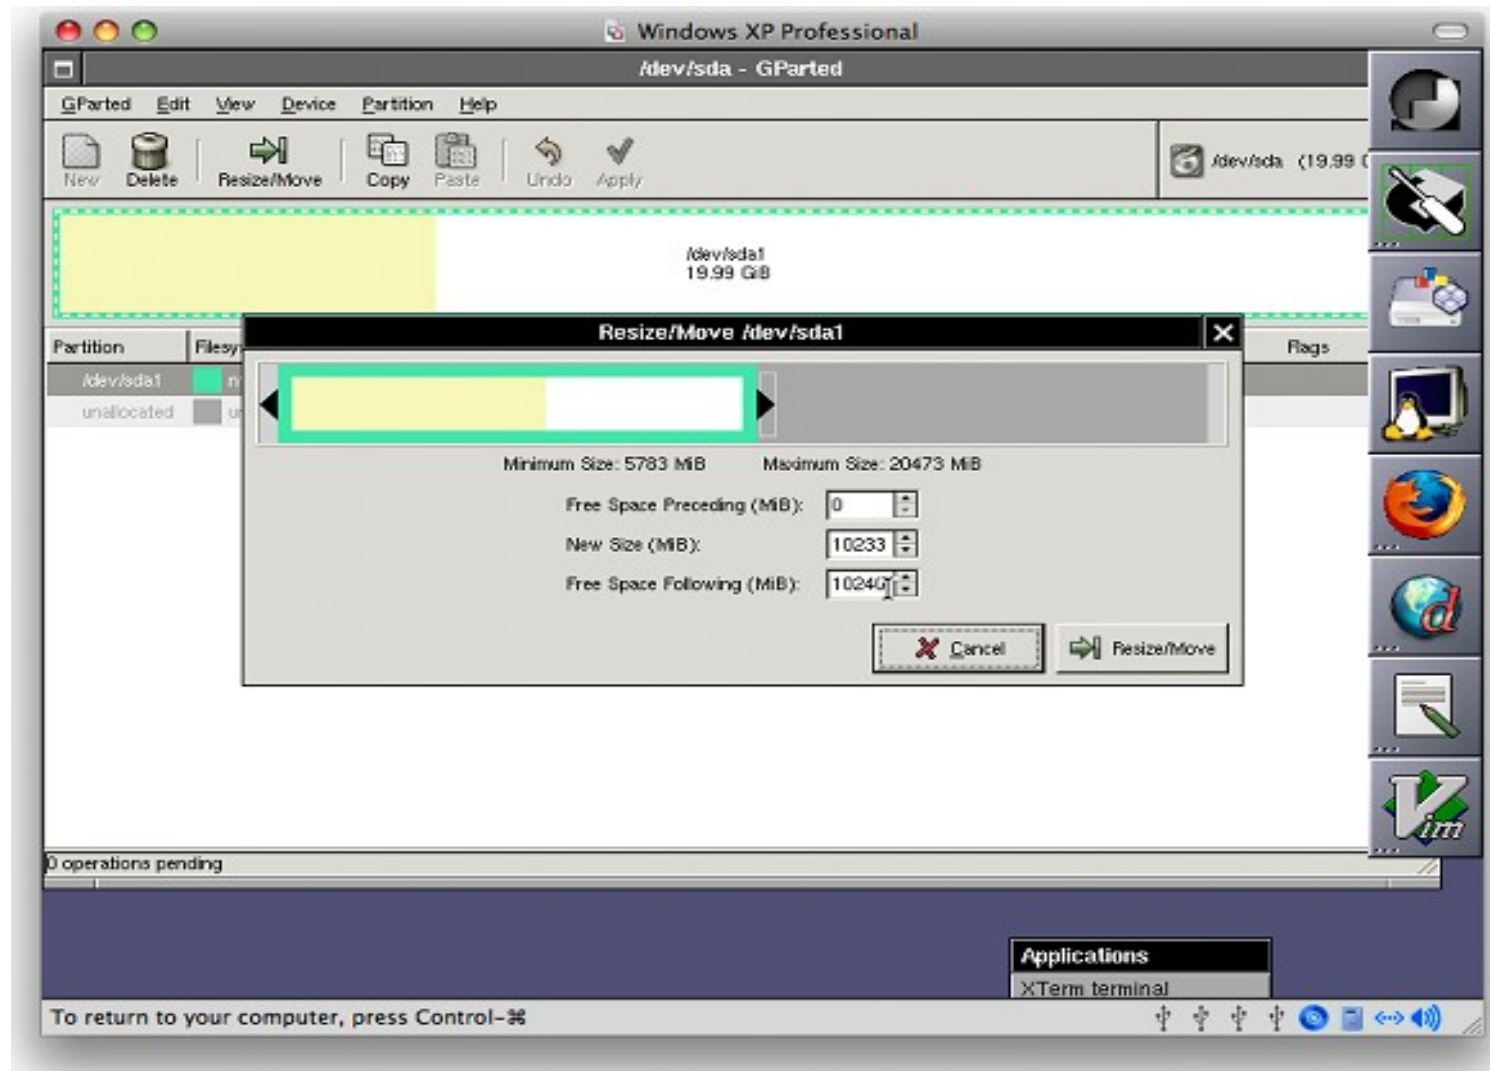 Windows XP Professional
/dev/sda - GParted
GParted Edit View Device Partition Help
New Delete Resize/Move Copy Paste Undo Apply
/dev/sda (19.99
/dev/sda1
19.99 GiB
Resize/Move /dev/sda1
Partition Filesy Flags
/dev/sda1 n
unallocated un
Minimum Size: 5783 MiB Maximum Size: 20473 MiB
Free Space Preceding (MiB): 0
New Size (MiB): 10233
Free Space Following (MiB): 10240
Cancel Resize/Move
d
Vim
0 operations pending
Applications
XTerm terminal
To return to your computer, press Control-⌘